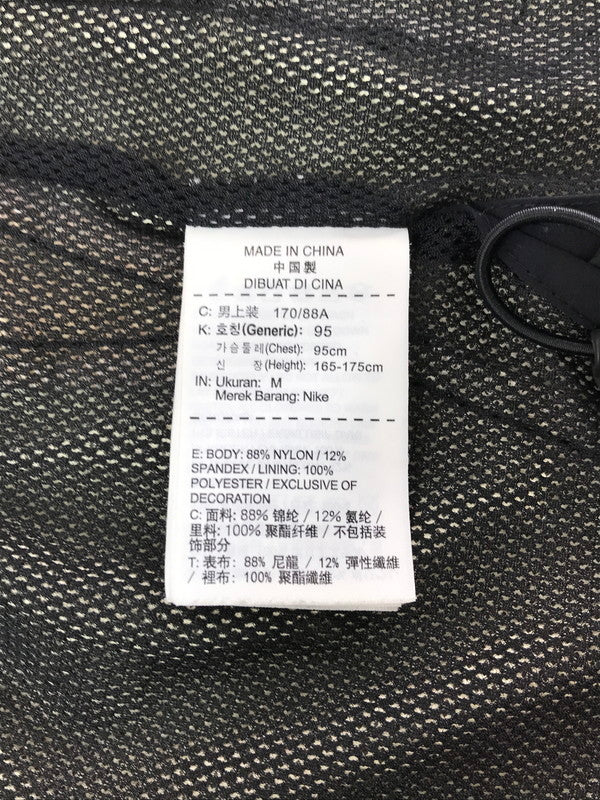 MADE IN CHINA
中国製
DIBUAT DI CINA
C: 男上装 170/88A
K: 호칭(Generic): 95
가슴둘레(Chest): 95cm
신 장(Height): 165-175cm
IN: Ukuran: M
Merek Barang: Nike
E: BODY: 88% NYLON / 12%
SPANDEX / LINING: 100%
POLYESTER / EXCLUSIVE OF
DECORATION
C: 面料: 88% 锦纶 / 12% 氨纶 /
里料: 100% 聚酯纤维 / 不包括装
饰部分
T: 表布: 88% 尼龍 / 12% 彈性纖維
/ 裡布: 100% 聚酯纖維